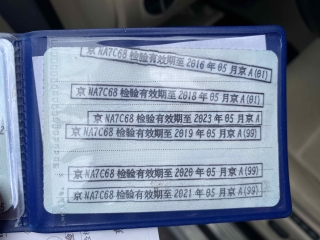 京 NA7C68 检验有效期至 2016 年 05 月京 A(01)
京 NA7C68 检验有效期至 2018 年 05 月京 A(01)
京 NA7C68 检验有效期至 2023 年 05 月京 A
京 NA7C68 检验有效期至 2019 年 05 月京 A(99)
京 NA7C68 检验有效期至 2020 年 05 月京 A(99)
京 NA7C68 检验有效期至 2021 年 05 月京 A(99)